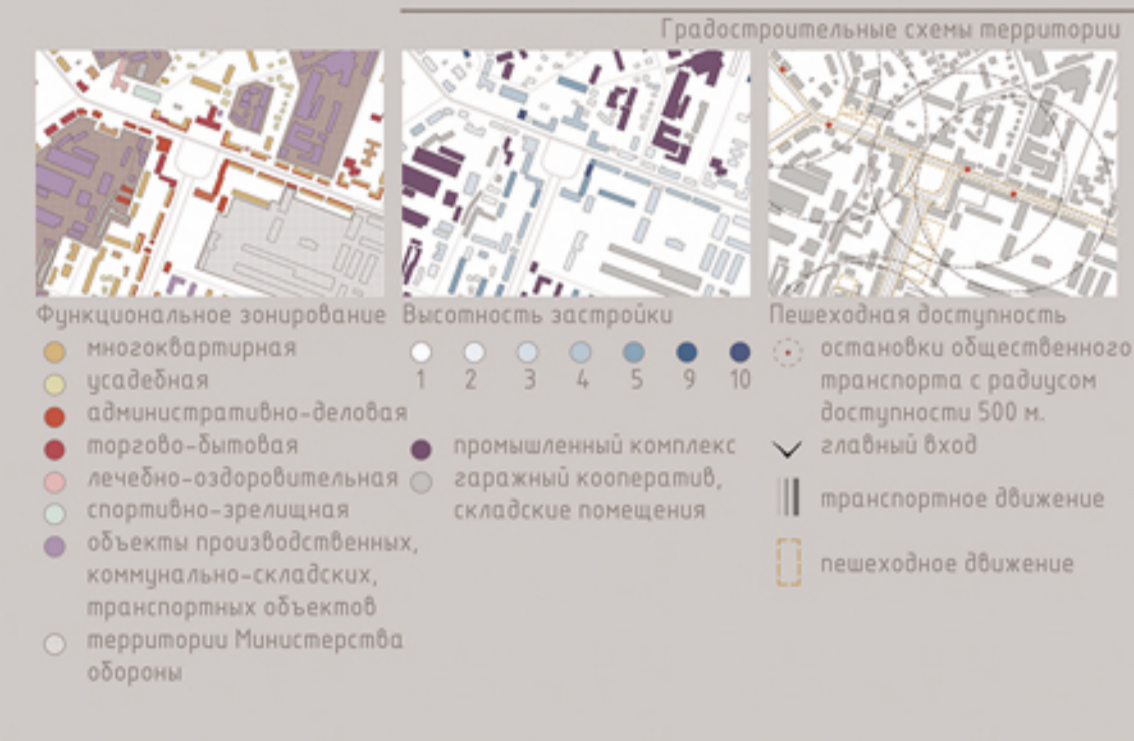 Градостроительные схемы территории
Функциональное зонирование
многоквартирная
усадебная
административно-деловая
торгово-бытовая
лечебно-оздоровительная
спортивно-зрелищная
объекты производственных,
коммунально-складских,
транспортных объектов
территории Министерства
обороны
Высотность застройки
1 2 3 4 5 9 10
промышленный комплекс
гаражный кооператив,
складские помещения
Пешеходная доступность
остановки общественного
транспорта с радиусом
доступности 500 м.
главный вход
транспортное движение
пешеходное движение